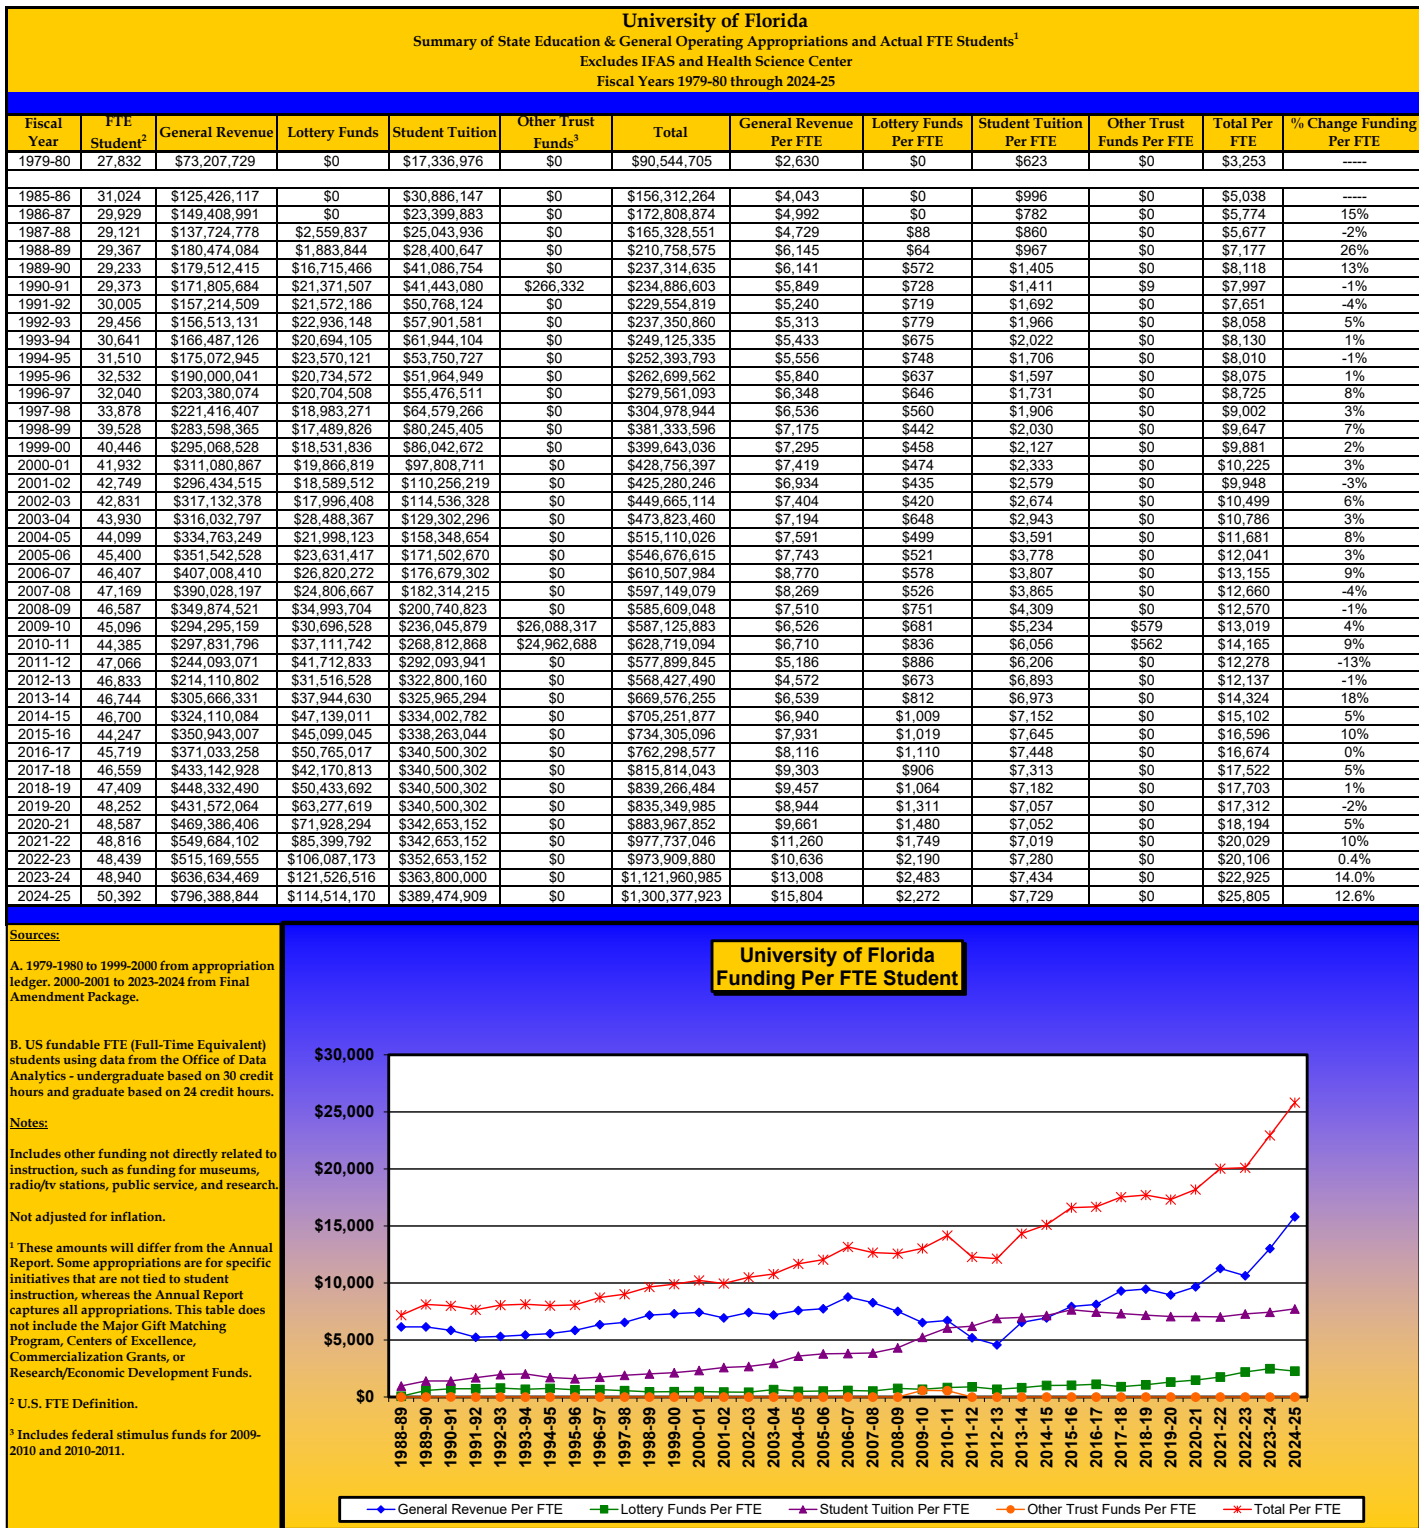 University of Florida
Summary of State Education & General Operating Appropriations and Actual FTE Students1
Excludes IFAS and Health Science Center
Fiscal Years 1979-80 through 2024-25
Fiscal Year FTE Student2 General Revenue Lottery Funds Student Tuition Other Trust Funds3 Total General Revenue Per FTE Lottery Funds Per FTE Student Tuition Per FTE Other Trust Funds Per FTE Total Per FTE % Change Funding Per FTE
1979-80 27,832 $73,207,729 $0 $17,336,976 $0 $90,544,705 $2,630 $0 $623 $0 $3,253 -----
1985-86 31,024 $125,426,117 $0 $30,886,147 $0 $156,312,264 $4,043 $0 $996 $0 $5,038 -----
1986-87 29,929 $149,408,991 $0 $23,399,883 $0 $172,808,874 $4,992 $0 $782 $0 $5,774 15%
1987-88 29,121 $137,724,778 $2,559,837 $25,043,936 $0 $165,328,551 $4,729 $88 $860 $0 $5,677 -2%
1988-89 29,367 $180,474,084 $1,883,844 $28,400,647 $0 $210,758,575 $6,145 $64 $967 $0 $7,177 26%
1989-90 29,233 $179,512,415 $16,715,466 $41,086,754 $0 $237,314,635 $6,141 $572 $1,405 $0 $8,118 13%
1990-91 29,373 $171,805,684 $21,371,507 $41,443,080 $266,332 $234,886,603 $5,849 $728 $1,411 $9 $7,997 -1%
1991-92 30,005 $157,214,509 $21,572,186 $50,768,124 $0 $229,554,819 $5,240 $719 $1,692 $0 $7,651 -4%
1992-93 29,456 $156,513,131 $22,936,148 $57,901,581 $0 $237,350,860 $5,313 $779 $1,966 $0 $8,058 5%
1993-94 30,641 $166,487,126 $20,694,105 $61,944,104 $0 $249,125,335 $5,433 $675 $2,022 $0 $8,130 1%
1994-95 31,510 $175,072,945 $23,570,121 $53,750,727 $0 $252,393,793 $5,556 $748 $1,706 $0 $8,010 -1%
1995-96 32,532 $190,000,041 $20,734,572 $51,964,949 $0 $262,699,562 $5,840 $637 $1,597 $0 $8,075 1%
1996-97 32,040 $203,380,074 $20,704,508 $55,476,511 $0 $279,561,093 $6,348 $646 $1,731 $0 $8,725 8%
1997-98 33,878 $221,416,407 $18,983,271 $64,579,266 $0 $304,978,944 $6,536 $560 $1,906 $0 $9,002 3%
1998-99 39,528 $283,598,365 $17,489,826 $80,245,405 $0 $381,333,596 $7,175 $442 $2,030 $0 $9,647 7%
1999-00 40,446 $295,068,528 $18,531,836 $86,042,672 $0 $399,643,036 $7,295 $458 $2,127 $0 $9,881 2%
2000-01 41,932 $311,080,867 $19,866,819 $97,808,711 $0 $428,756,397 $7,419 $474 $2,333 $0 $10,225 3%
2001-02 42,749 $296,434,515 $18,589,512 $110,256,219 $0 $425,280,246 $6,934 $435 $2,579 $0 $9,948 -3%
2002-03 42,831 $317,132,378 $17,996,408 $114,536,328 $0 $449,665,114 $7,404 $420 $2,674 $0 $10,499 6%
2003-04 43,930 $316,032,797 $28,488,367 $129,302,296 $0 $473,823,460 $7,194 $648 $2,943 $0 $10,786 3%
2004-05 44,099 $334,763,249 $21,998,123 $158,348,654 $0 $515,110,026 $7,591 $499 $3,591 $0 $11,681 8%
2005-06 45,400 $351,542,528 $23,631,417 $171,502,670 $0 $546,676,615 $7,743 $521 $3,778 $0 $12,041 3%
2006-07 46,407 $407,008,410 $26,820,272 $176,679,302 $0 $610,507,984 $8,770 $578 $3,807 $0 $13,155 9%
2007-08 47,169 $390,028,197 $24,806,667 $182,314,215 $0 $597,149,079 $8,269 $526 $3,865 $0 $12,660 -4%
2008-09 46,587 $349,874,521 $34,993,704 $200,740,823 $0 $585,609,048 $7,510 $751 $4,309 $0 $12,570 -1%
2009-10 45,096 $294,295,159 $30,696,528 $236,045,879 $26,088,317 $587,125,883 $6,526 $681 $5,234 $579 $13,019 4%
2010-11 44,385 $297,831,796 $37,111,742 $268,812,868 $24,962,688 $628,719,094 $6,710 $836 $6,056 $562 $14,165 9%
2011-12 47,066 $244,093,071 $41,712,833 $292,093,941 $0 $577,899,845 $5,186 $886 $6,206 $0 $12,278 -13%
2012-13 46,833 $214,110,802 $31,516,528 $322,800,160 $0 $568,427,490 $4,572 $673 $6,893 $0 $12,137 -1%
2013-14 46,744 $305,666,331 $37,944,630 $325,965,294 $0 $669,576,255 $6,539 $812 $6,973 $0 $14,324 18%
2014-15 46,700 $324,110,084 $47,139,011 $334,002,782 $0 $705,251,877 $6,940 $1,009 $7,152 $0 $15,102 5%
2015-16 44,247 $350,943,007 $45,099,045 $338,263,044 $0 $734,305,096 $7,931 $1,019 $7,645 $0 $16,596 10%
2016-17 45,719 $371,033,258 $50,765,017 $340,500,302 $0 $762,298,577 $8,116 $1,110 $7,448 $0 $16,674 0%
2017-18 46,559 $433,142,928 $42,170,813 $340,500,302 $0 $815,814,043 $9,303 $906 $7,313 $0 $17,522 5%
2018-19 47,409 $448,332,490 $50,433,692 $340,500,302 $0 $839,266,484 $9,457 $1,064 $7,182 $0 $17,703 1%
2019-20 48,252 $431,572,064 $63,277,619 $340,500,302 $0 $835,349,985 $8,944 $1,311 $7,057 $0 $17,312 -2%
2020-21 48,587 $469,386,406 $71,928,294 $342,653,152 $0 $883,967,852 $9,661 $1,480 $7,052 $0 $18,194 5%
2021-22 48,816 $549,684,102 $85,399,792 $342,653,152 $0 $977,737,046 $11,260 $1,749 $7,019 $0 $20,029 10%
2022-23 48,439 $515,169,555 $106,087,173 $352,653,152 $0 $973,909,880 $10,636 $2,190 $7,280 $0 $20,106 0.4%
2023-24 48,940 $636,634,469 $121,526,516 $363,800,000 $0 $1,121,960,985 $13,008 $2,483 $7,434 $0 $22,925 14.0%
2024-25 50,392 $796,388,844 $114,514,170 $389,474,909 $0 $1,300,377,923 $15,804 $2,272 $7,729 $0 $25,805 12.6%
Sources:
A. 1979-1980 to 1999-2000 from appropriation
ledger. 2000-2001 to 2023-2024 from Final
Amendment Package.
B. US fundable FTE (Full-Time Equivalent)
students using data from the Office of Data
Analytics - undergraduate based on 30 credit
hours and graduate based on 24 credit hours.
Notes:
Includes other funding not directly related to
instruction, such as funding for museums,
radio/tv stations, public service, and research.
Not adjusted for inflation.
1 These amounts will differ from the Annual
Report. Some appropriations are for specific
initiatives that are not tied to student
instruction, whereas the Annual Report
captures all appropriations. This table does
not include the Major Gift Matching
Program, Centers of Excellence,
Commercialization Grants, or
Research/Economic Development Funds.
2 U.S. FTE Definition.
3 Includes federal stimulus funds for 2009-
2010 and 2010-2011.
University of Florida
Funding Per FTE Student
$30,000
$25,000
$20,000
$15,000
$10,000
$5,000
$0
1988-89
1989-90
1990-91
1991-92
1992-93
1993-94
1994-95
1995-96
1996-97
1997-98
1998-99
1999-00
2000-01
2001-02
2002-03
2003-04
2004-05
2005-06
2006-07
2007-08
2008-09
2009-10
2010-11
2011-12
2012-13
2013-14
2014-15
2015-16
2016-17
2017-18
2018-19
2019-20
2020-21
2021-22
2022-23
2023-24
2024-25
General Revenue Per FTE Lottery Funds Per FTE Student Tuition Per FTE Other Trust Funds Per FTE Total Per FTE